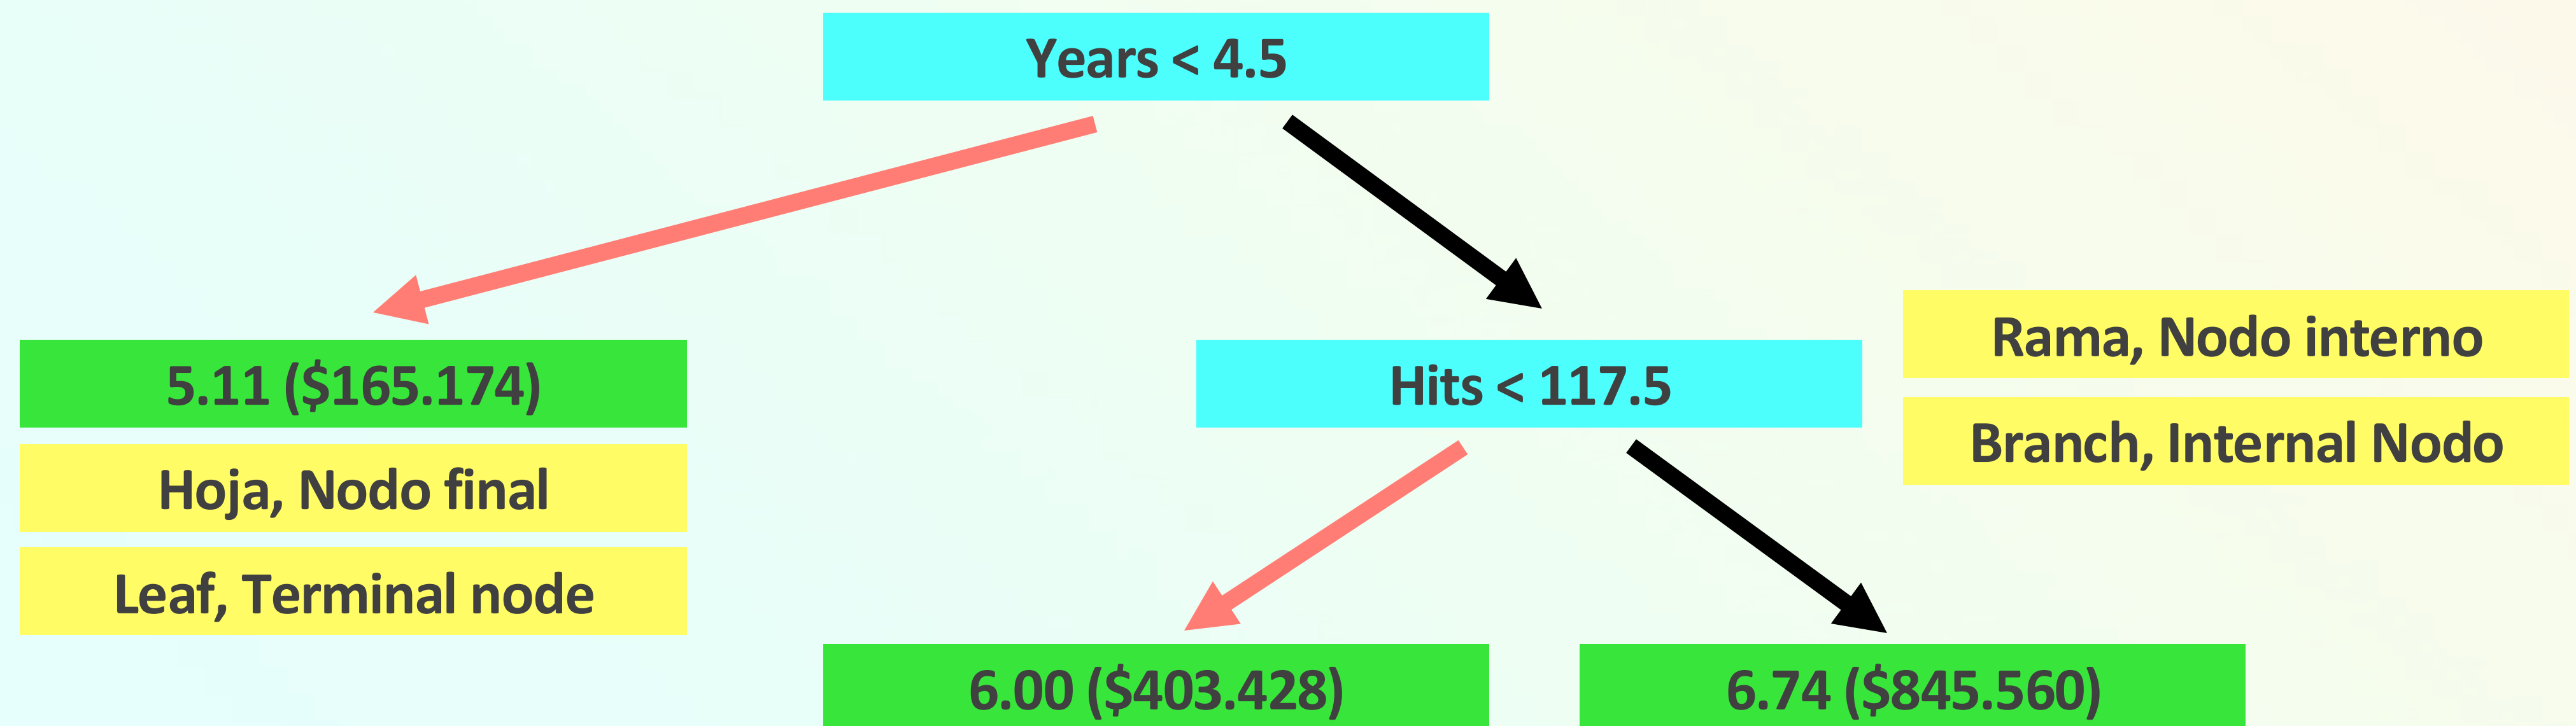 Years < 4.5
5.11 ($165.174)
Hits < 117.5
Rama, Nodo interno
Branch, Internal Nodo
Hoja, Nodo final
Leaf, Terminal node
6.00 ($403.428)
6.74 ($845.560)